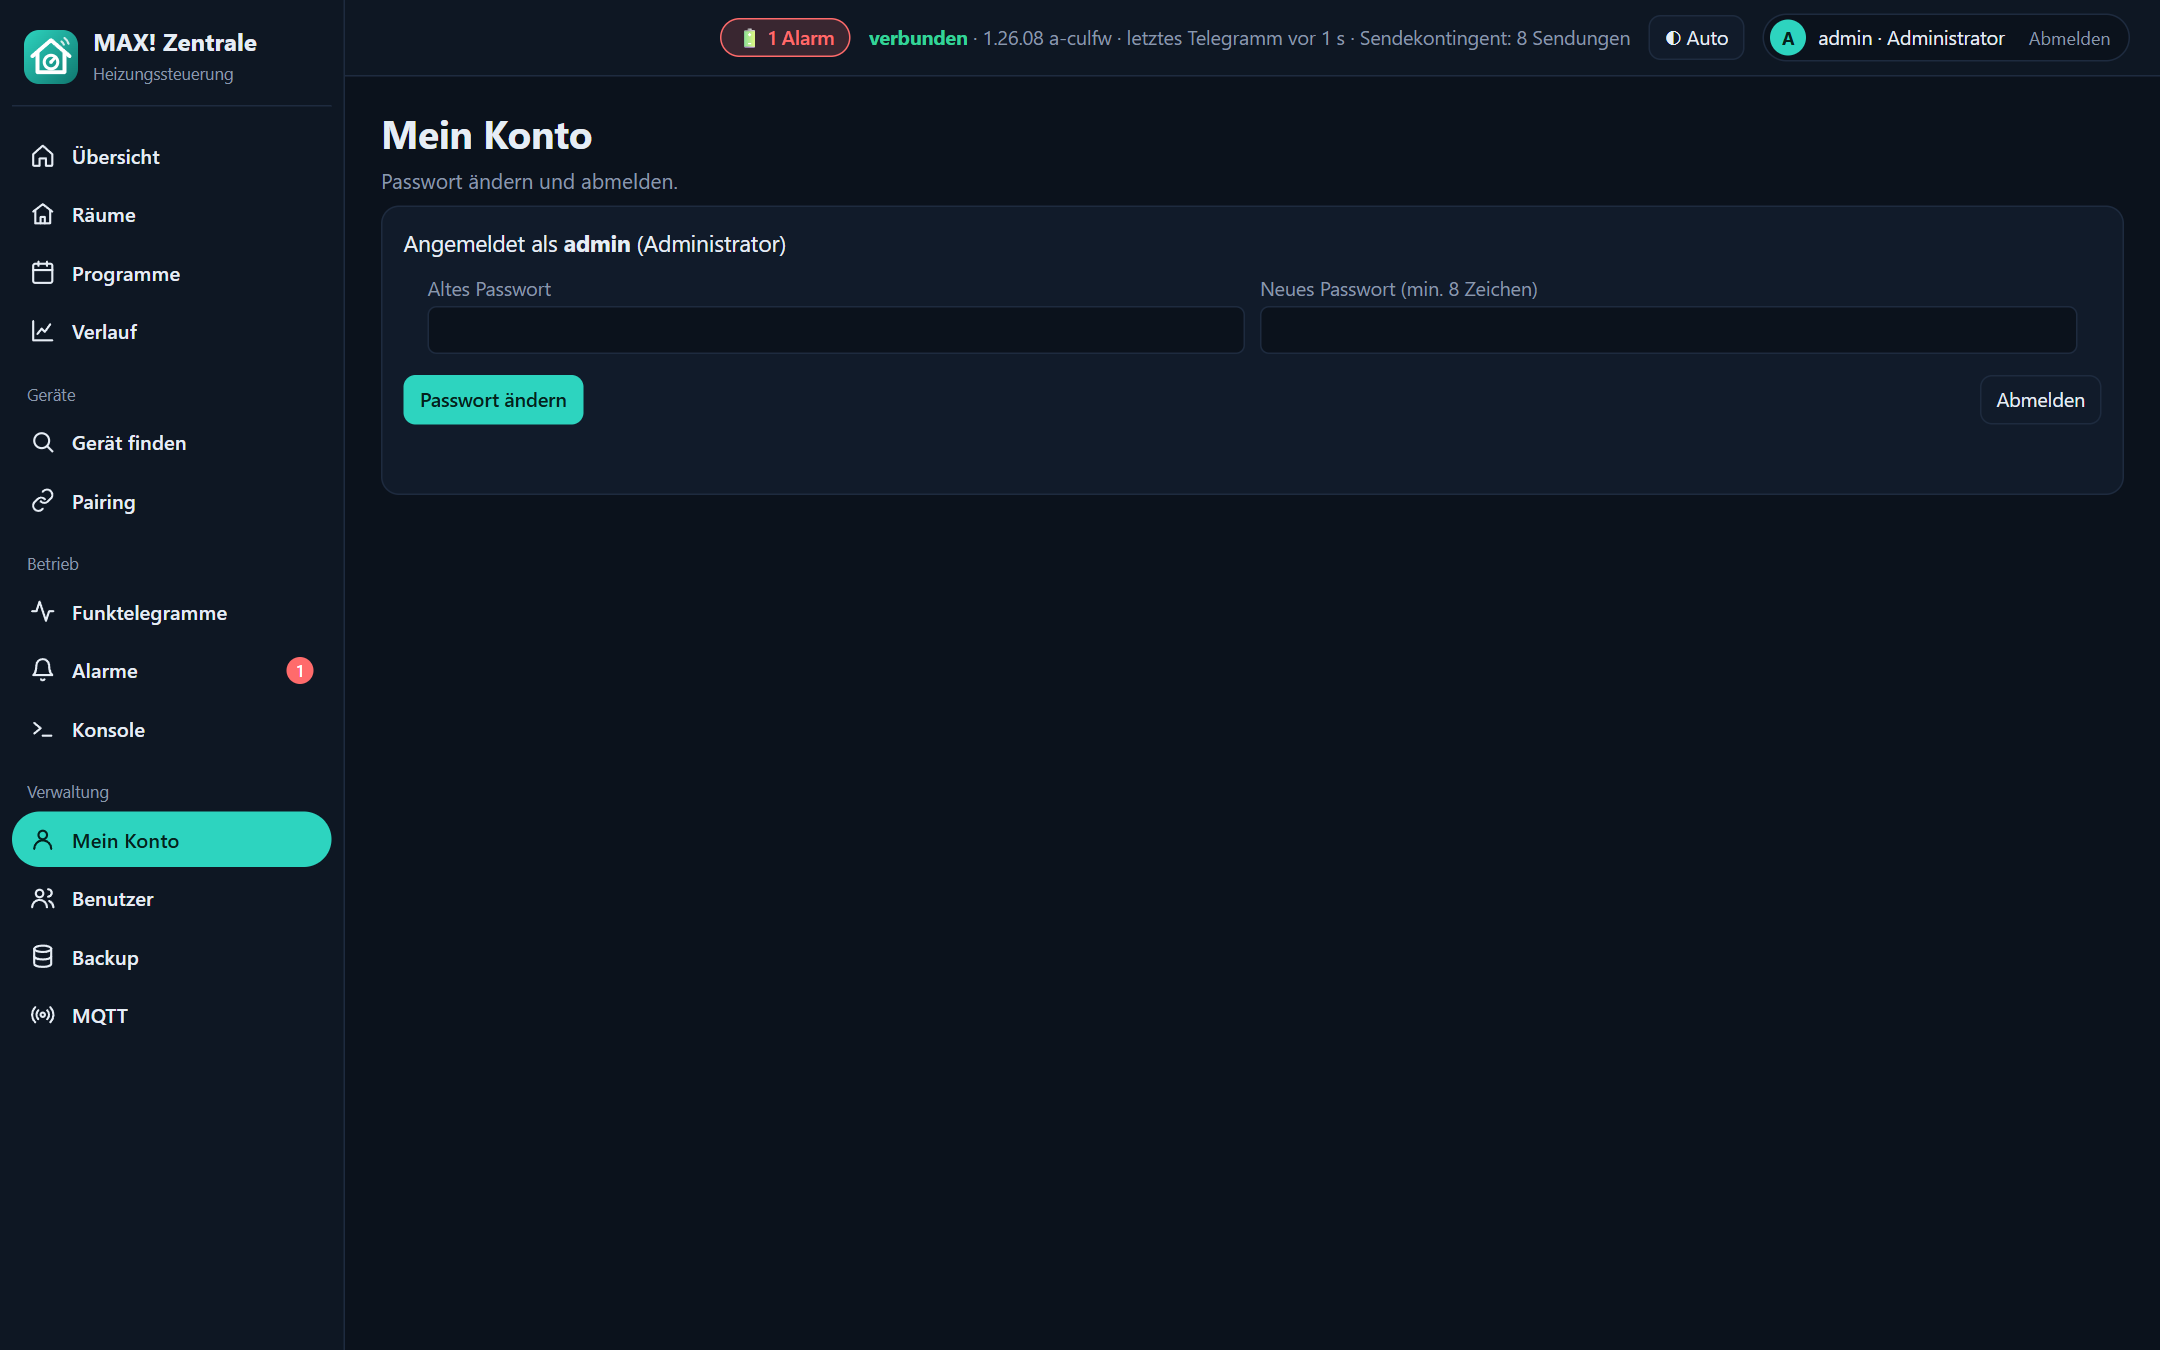 MAX! Zentrale
Heizungssteuerung
Übersicht
Räume
Programme
Verlauf
Geräte
Gerät finden
Pairing
Betrieb
Funktelegramme
Alarme 1
Konsole
Verwaltung
Mein Konto
Benutzer
Backup
MQTT
1 Alarm verbunden · 1.26.08 a-culfw · letztes Telegramm vor 1 s · Sendekontingent: 8 Sendungen Auto A admin · Administrator Abmelden
Mein Konto
Passwort ändern und abmelden.
Angemeldet als admin (Administrator)
Altes Passwort Neues Passwort (min. 8 Zeichen)
Passwort ändern Abmelden